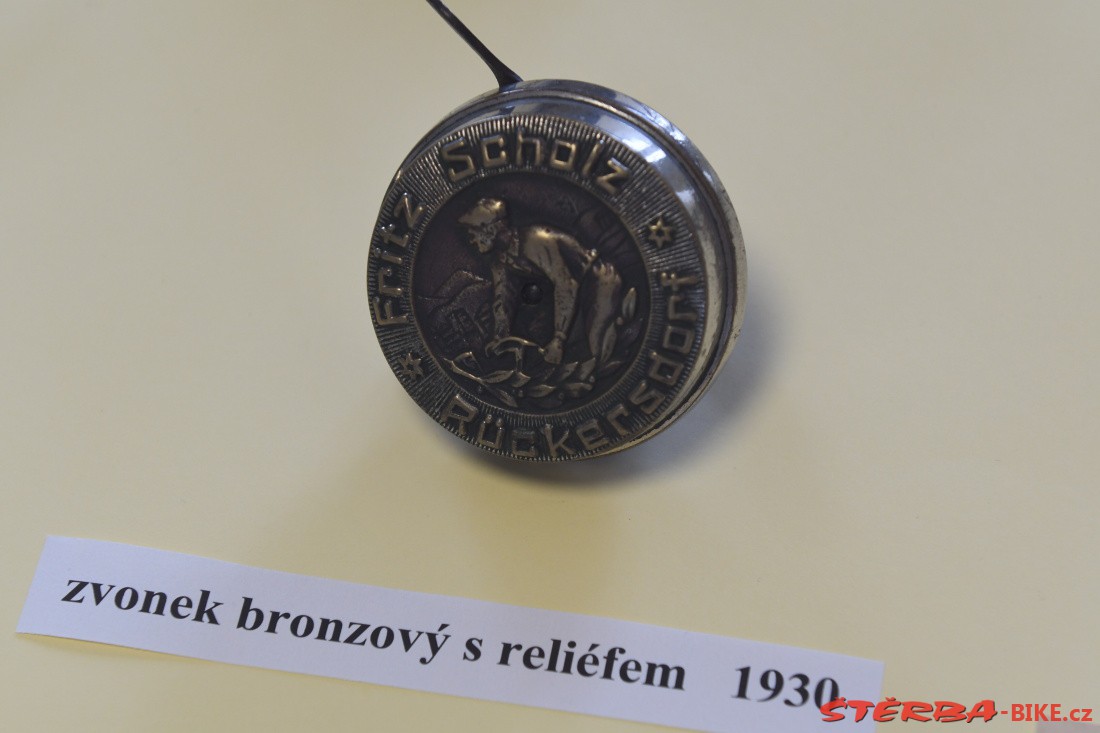 Fritz Scholz
Rückersdorf
zvonek bronzový s reliéfem 1930
ŠTĚRBA-BIKE.cz